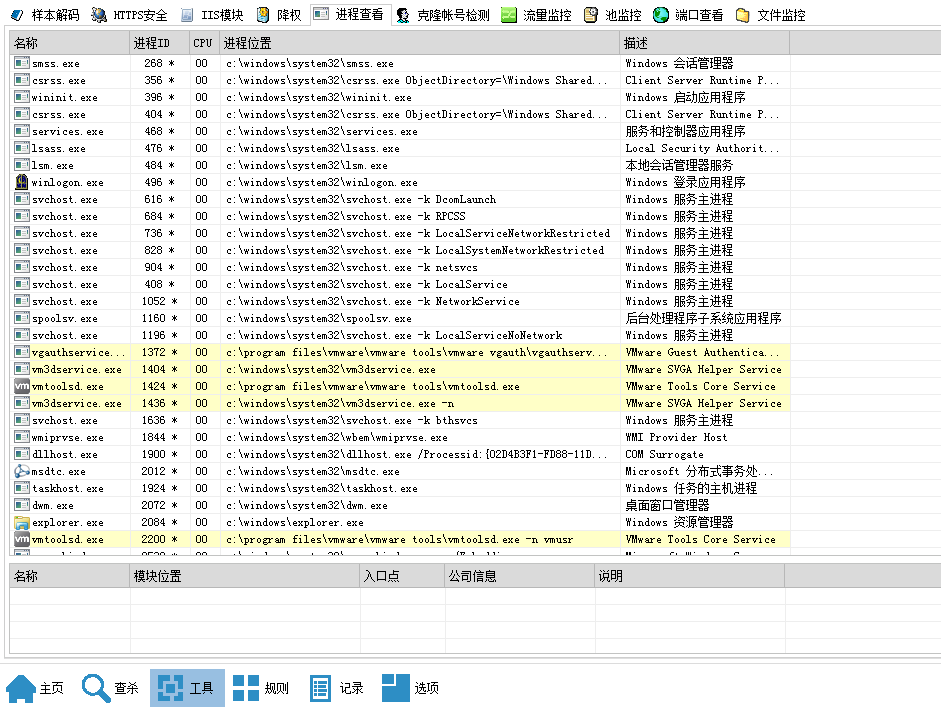 样本解码 HTTPS安全 IIS模块 降权 进程查看 克隆帐号检测 流量监控 池监控 端口查看 文件监控
名称 进程ID CPU 进程位置 描述
smss.exe 268 * 00 c:\windows\system32\smss.exe Windows 会话管理器
csrss.exe 356 * 00 c:\windows\system32\csrss.exe ObjectDirectory=\Windows Shared... Client Server Runtime P...
wininit.exe 396 * 00 c:\windows\system32\wininit.exe Windows 启动应用程序
csrss.exe 404 * 00 c:\windows\system32\csrss.exe ObjectDirectory=\Windows Shared... Client Server Runtime P...
services.exe 468 * 00 c:\windows\system32\services.exe 服务和控制器应用程序
lsass.exe 476 * 00 c:\windows\system32\lsass.exe Local Security Authorit...
lsm.exe 484 * 00 c:\windows\system32\lsm.exe 本地会话管理器服务
winlogon.exe 496 * 00 c:\windows\system32\winlogon.exe Windows 登录应用程序
svchost.exe 616 * 00 c:\windows\system32\svchost.exe -k DcomLaunch Windows 服务主进程
svchost.exe 684 * 00 c:\windows\system32\svchost.exe -k RPCSS Windows 服务主进程
svchost.exe 736 * 00 c:\windows\system32\svchost.exe -k LocalServiceNetworkRestricted Windows 服务主进程
svchost.exe 828 * 00 c:\windows\system32\svchost.exe -k LocalSystemNetworkRestricted Windows 服务主进程
svchost.exe 904 * 00 c:\windows\system32\svchost.exe -k netsvcs Windows 服务主进程
svchost.exe 408 * 00 c:\windows\system32\svchost.exe -k LocalService Windows 服务主进程
svchost.exe 1052 * 00 c:\windows\system32\svchost.exe -k NetworkService Windows 服务主进程
spoolsv.exe 1160 * 00 c:\windows\system32\spoolsv.exe 后台处理程序子系统应用程序
svchost.exe 1196 * 00 c:\windows\system32\svchost.exe -k LocalServiceNoNetwork Windows 服务主进程
vgauthservice... 1372 * 00 c:\program files\vmware\vmware tools\vmware vgauth\vgauthserv... VMware Guest Authentica...
vm3dservice.exe 1404 * 00 c:\windows\system32\vm3dservice.exe VMware SVGA Helper Service
vmtoolsd.exe 1424 * 00 c:\program files\vmware\vmware tools\vmtoolsd.exe VMware Tools Core Service
vm3dservice.exe 1436 * 00 c:\windows\system32\vm3dservice.exe -n VMware SVGA Helper Service
svchost.exe 1636 * 00 c:\windows\system32\svchost.exe -k bthsvcs Windows 服务主进程
wmiprvse.exe 1844 * 00 c:\windows\system32\wbem\wmiprvse.exe WMI Provider Host
dllhost.exe 1900 * 00 c:\windows\system32\dllhost.exe /Processid:{02D4B3F1-FD88-11D... COM Surrogate
msdtc.exe 2012 * 00 c:\windows\system32\msdtc.exe Microsoft 分布式事务处...
taskhost.exe 1924 * 00 c:\windows\system32\taskhost.exe Windows 任务的主机进程
dwm.exe 2072 * 00 c:\windows\system32\dwm.exe 桌面窗口管理器
explorer.exe 2084 * 00 c:\windows\explorer.exe Windows 资源管理器
vmtoolsd.exe 2200 * 00 c:\program files\vmware\vmware tools\vmtoolsd.exe -n vmusr VMware Tools Core Service
名称 模块位置 入口点 公司信息 说明
主页 查杀 工具 规则 记录 选项